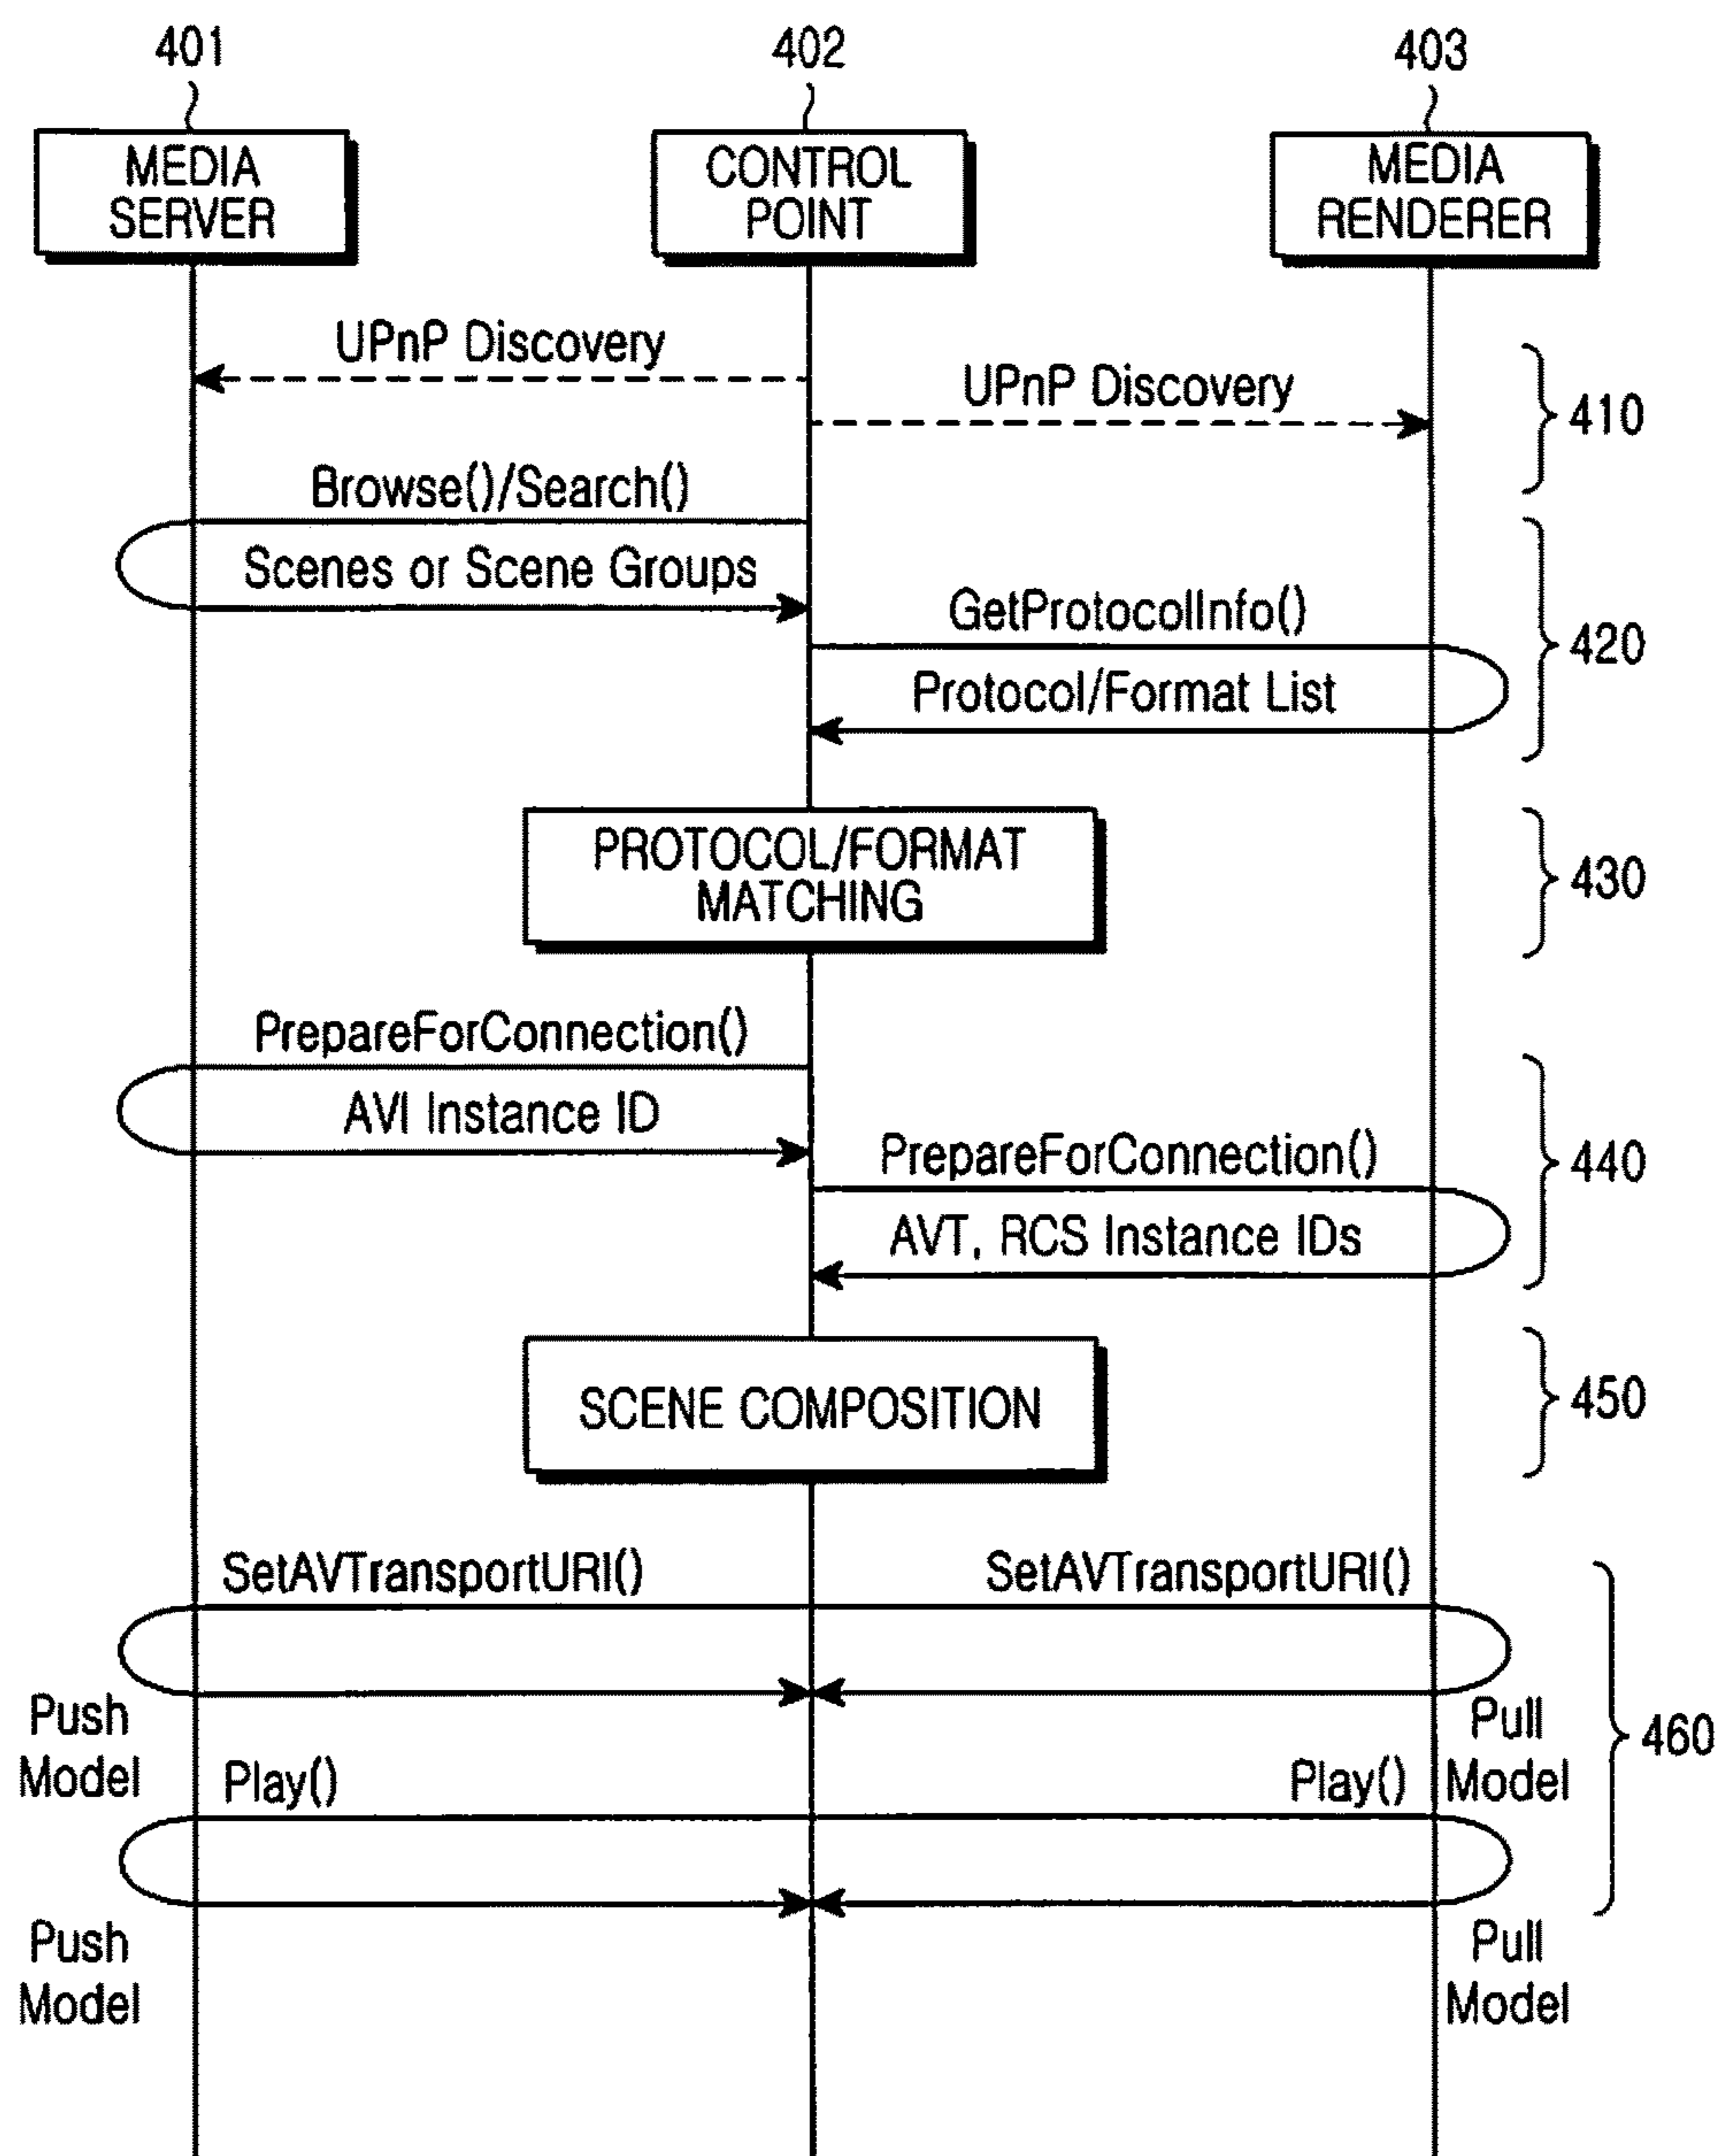 401
402
403
MEDIA
SERVER
CONTROL
POINT
MEDIA
RENDERER
UPnP Discovery
UPnP Discovery
410
Browse()/Search()
Scenes or Scene Groups
GetProtocolInfo()
Protocol/Format List
420
PROTOCOL/FORMAT
MATCHING
430
PrepareForConnection()
AVI Instance ID
PrepareForConnection()
AVT, RCS Instance IDs
440
SCENE COMPOSITION
450
SetAVTransportURI()
SetAVTransportURI()
Push
Model
Pull
Model
460
Play()
Play()
Push
Model
Pull
Model